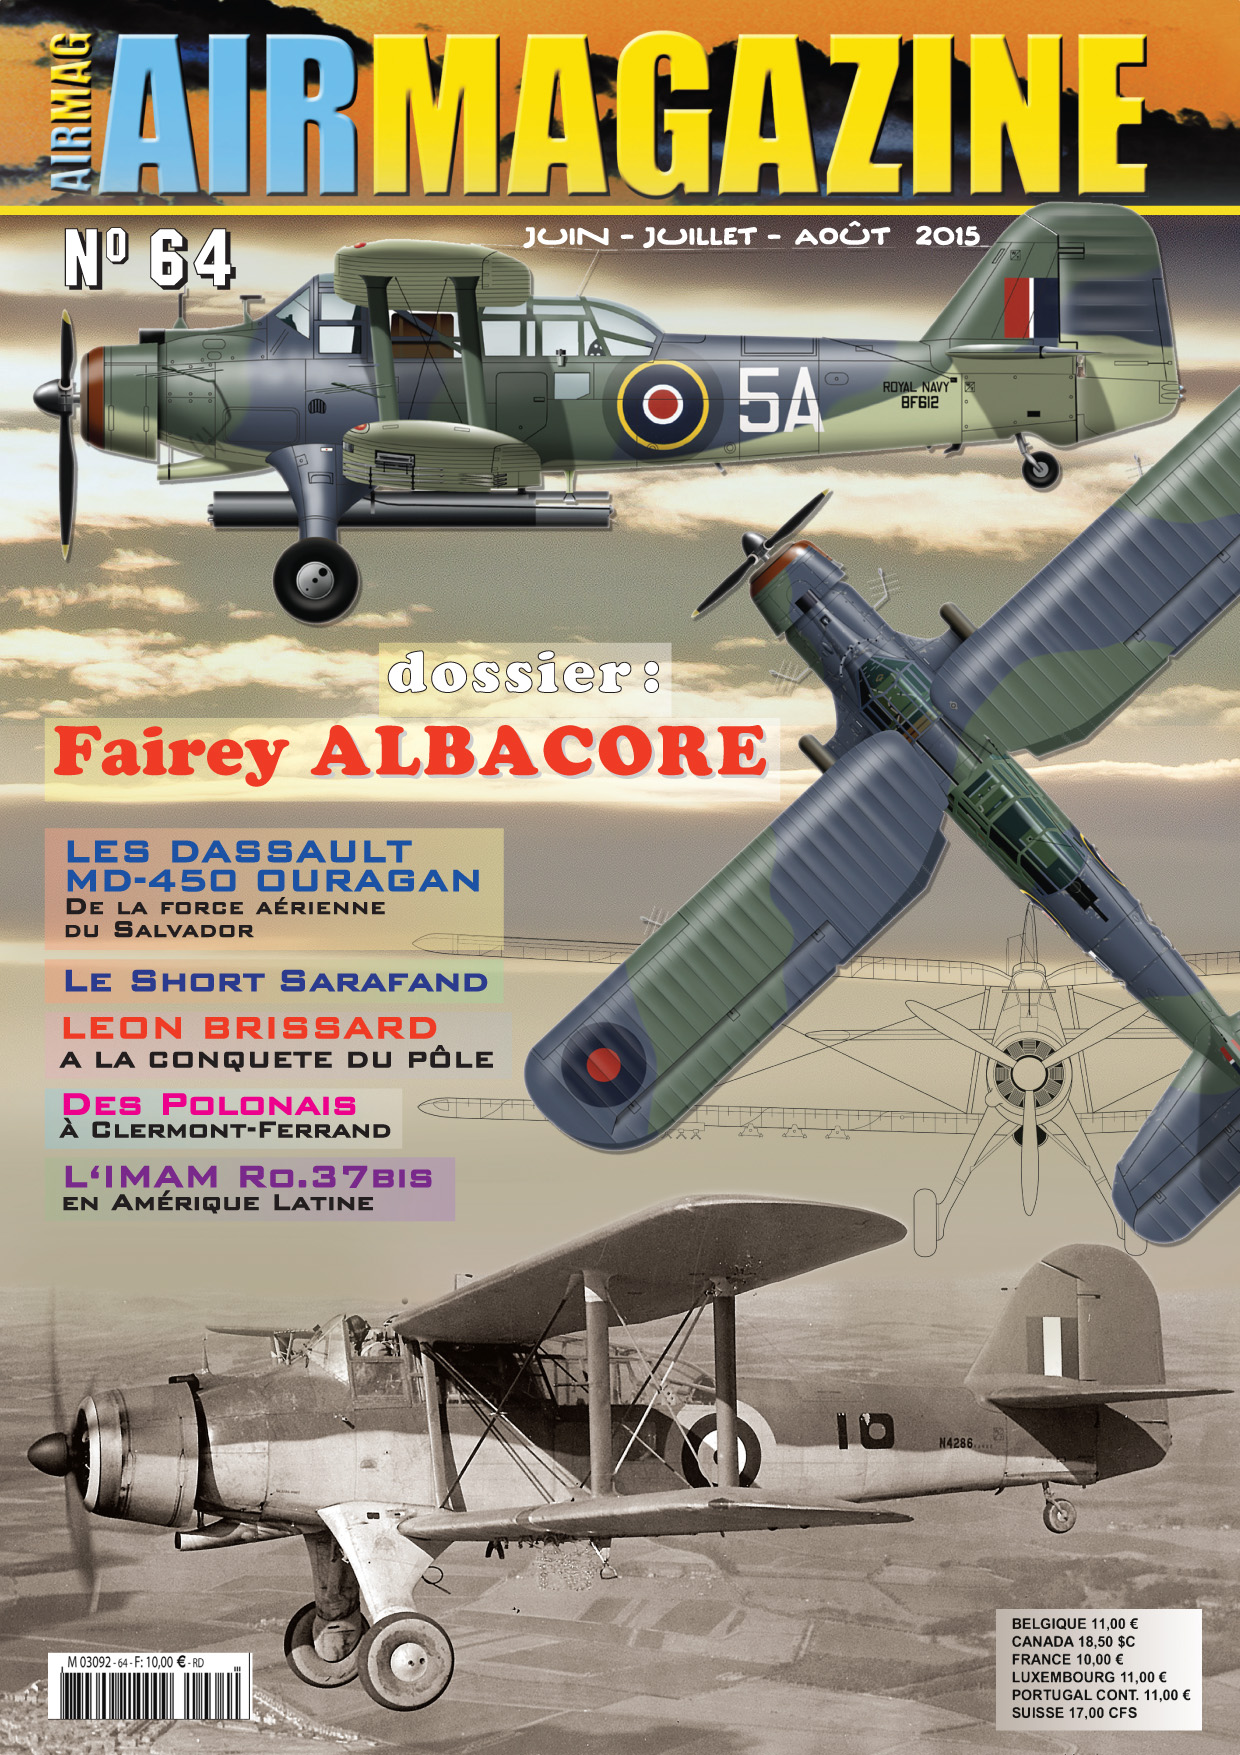 AIRMAG
AIRMAGAZINE
Nº 64
JUIN - JUILLET - AOÛT 2015
5A
ROYAL NAVY
BF612
dossier :
Fairey ALBACORE
LES DASSAULT
MD-450 OURAGAN
DE LA FORCE AÉRIENNE
DU SALVADOR
LE SHORT SARAFAND
LEON BRISSARD
A LA CONQUETE DU PÔLE
DES POLONAIS
À CLERMONT-FERRAND
L‘IMAM RO.37BIS
EN AMÉRIQUE LATINE
10
N4286
M 03092 - 64 - F: 10,00 € - RD
BELGIQUE 11,00 €
CANADA 18,50 $C
FRANCE 10,00 €
LUXEMBOURG 11,00 €
PORTUGAL CONT. 11,00 €
SUISSE 17,00 CFS